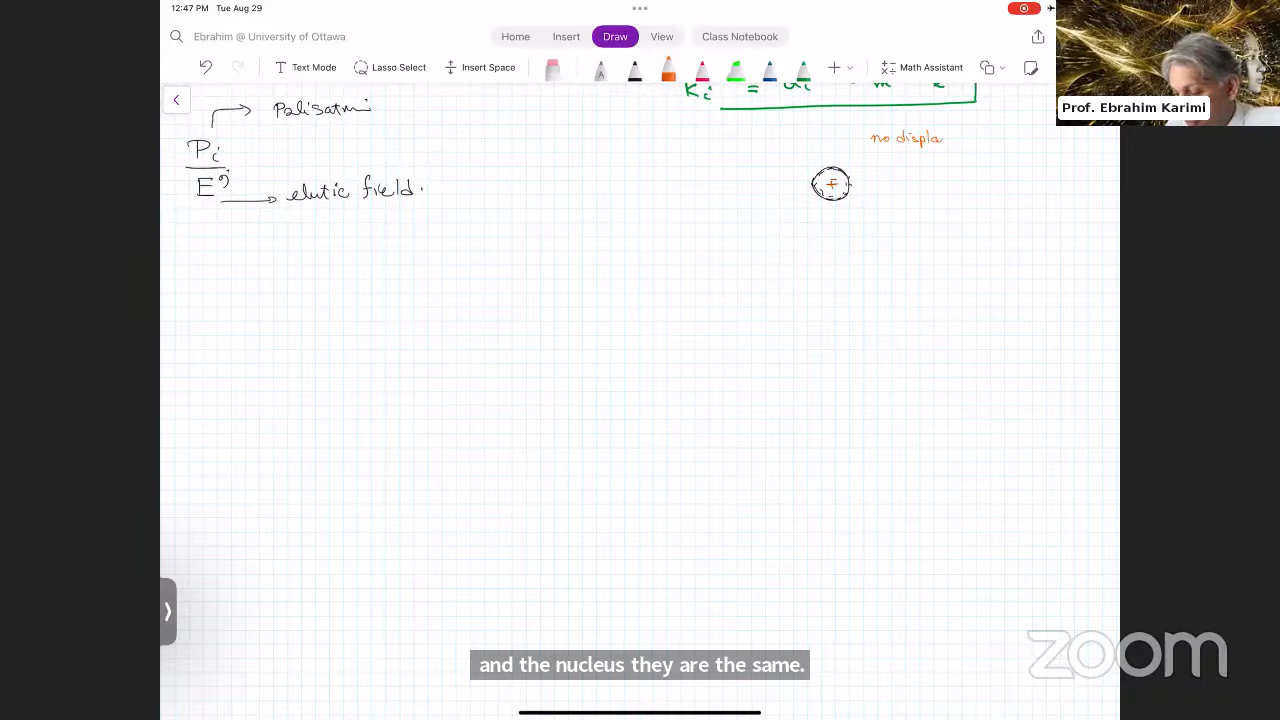 12:47 PM Tue Aug 29
Ebrahim @ University of Ottawa
Home Insert Draw View Class Notebook
Text Mode Lasso Select Insert Space Math Assistant
Prof. Ebrahim Karimi
Ki =
no displa
Pi
E
field.
+
and the nucleus they are the same.
zoom